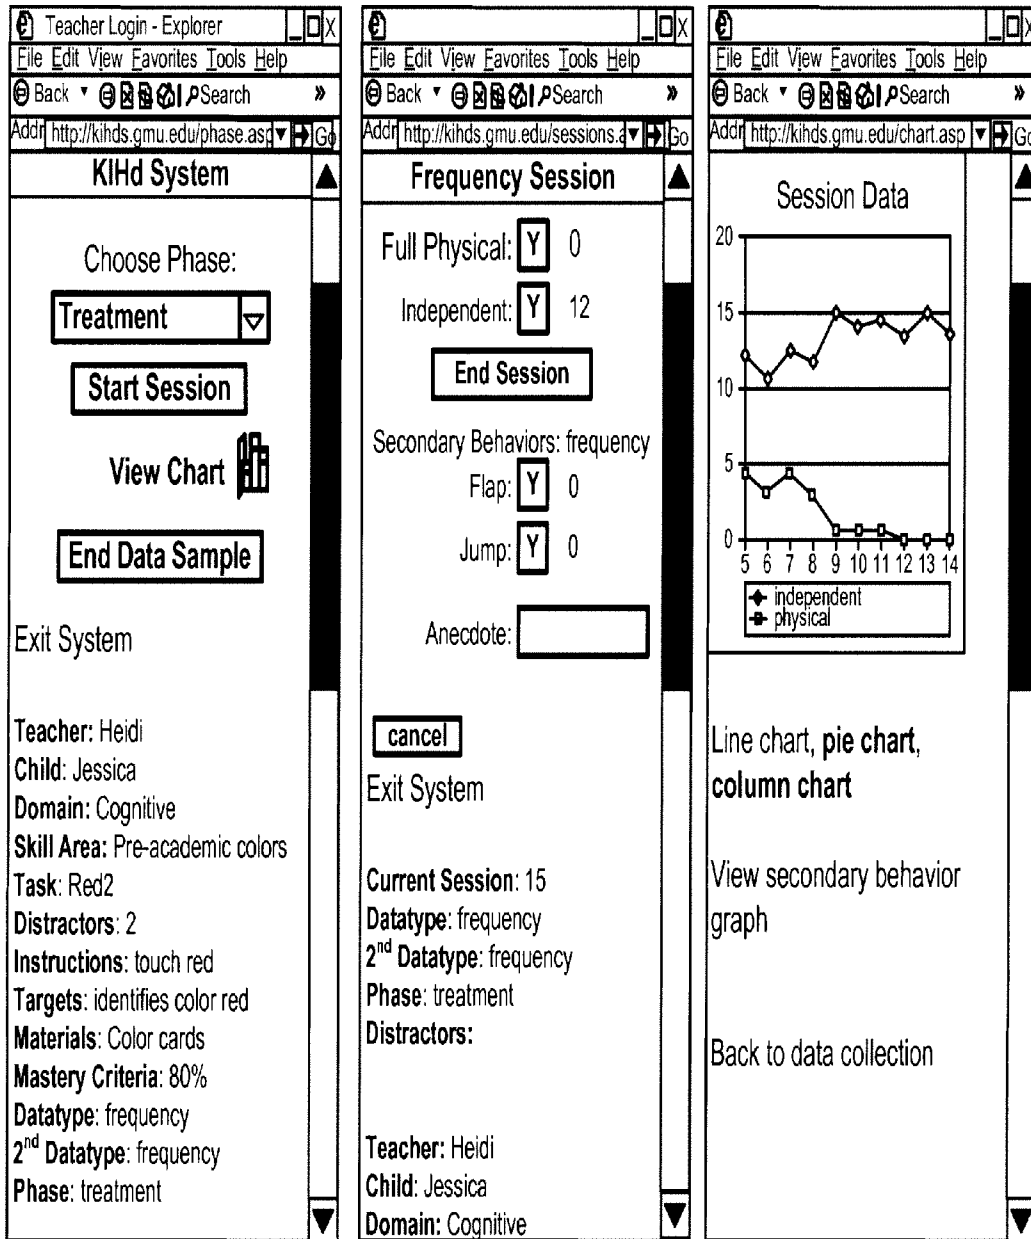 Teacher Login - Explorer
File Edit View Favorites Tools Help
Back Search »
Addr http://kihds.gmu.edu/phase.asp Go
KIHd System
Choose Phase:
Treatment
Start Session
View Chart
End Data Sample
Exit System
Teacher: Heidi
Child: Jessica
Domain: Cognitive
Skill Area: Pre-academic colors
Task: Red2
Distractors: 2
Instructions: touch red
Targets: identifies color red
Materials: Color cards
Mastery Criteria: 80%
Datatype: frequency
2nd Datatype: frequency
Phase: treatment
File Edit View Favorites Tools Help
Back Search »
Addr http://kihds.gmu.edu/sessions.a Go
Frequency Session
Full Physical: Y 0
Independent: Y 12
End Session
Secondary Behaviors: frequency
Flap: Y 0
Jump: Y 0
Anecdote:
cancel
Exit System
Current Session: 15
Datatype: frequency
2nd Datatype: frequency
Phase: treatment
Distractors:
Teacher: Heidi
Child: Jessica
Domain: Cognitive
File Edit View Favorites Tools Help
Back Search »
Addr http://kihds.gmu.edu/chart.asp Go
Session Data
20
15
10
5
0
5 6 7 8 9 10 11 12 13 14
independent
physical
Line chart, pie chart,
column chart
View secondary behavior
graph
Back to data collection